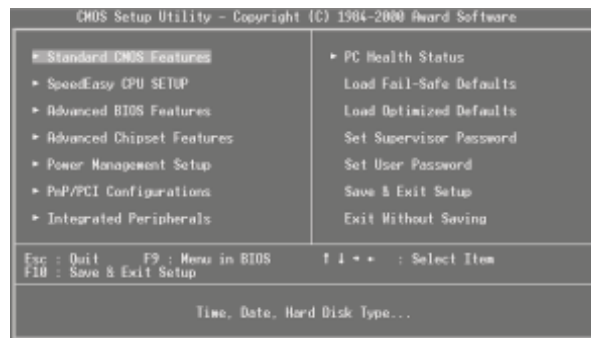 CMOS Setup Utility - Copyright (C) 1984-2000 Award Software
► Standard CMOS Features
► SpeedEasy CPU SETUP
► Advanced BIOS Features
► Advanced Chipset Features
► Power Management Setup
► PnP/PCI Configurations
► Integrated Peripherals
► PC Health Status
Load Fail-Safe Defaults
Load Optimized Defaults
Set Supervisor Password
Set User Password
Save & Exit Setup
Exit Without Saving
Esc : Quit F9 : Menu in BIOS ↑ ↓ → ← : Select Item
F10 : Save & Exit Setup
Time, Date, Hard Disk Type...